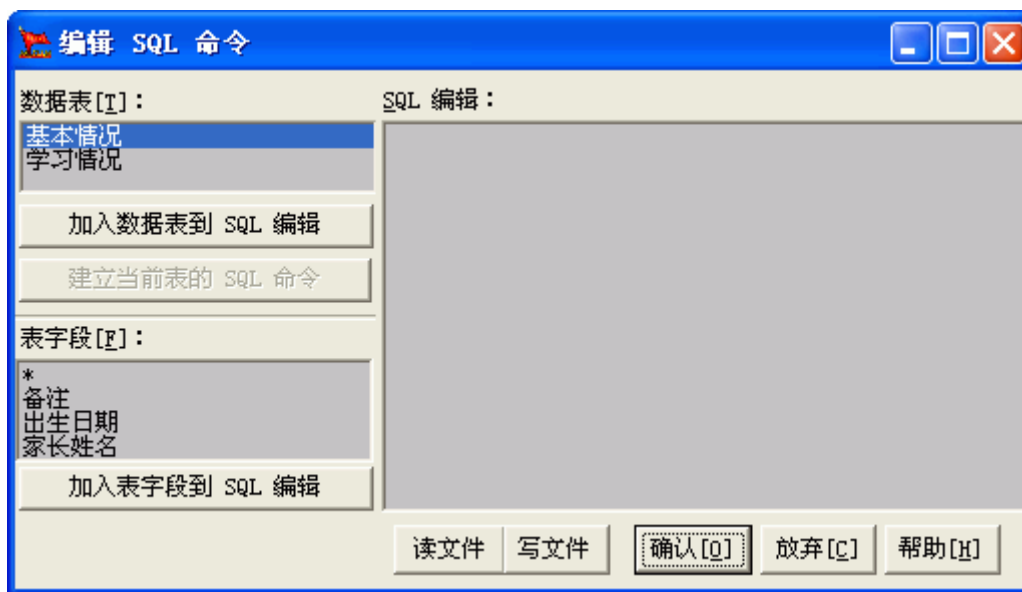 编辑 SQL 命令
数据表[T]：
基本情况
学习情况
加入数据表到 SQL 编辑
建立当前表的 SQL 命令
表字段[F]：
*
备注
出生日期
家长姓名
加入表字段到 SQL 编辑
SQL 编辑：
读文件
写文件
确认[O]
放弃[C]
帮助[H]